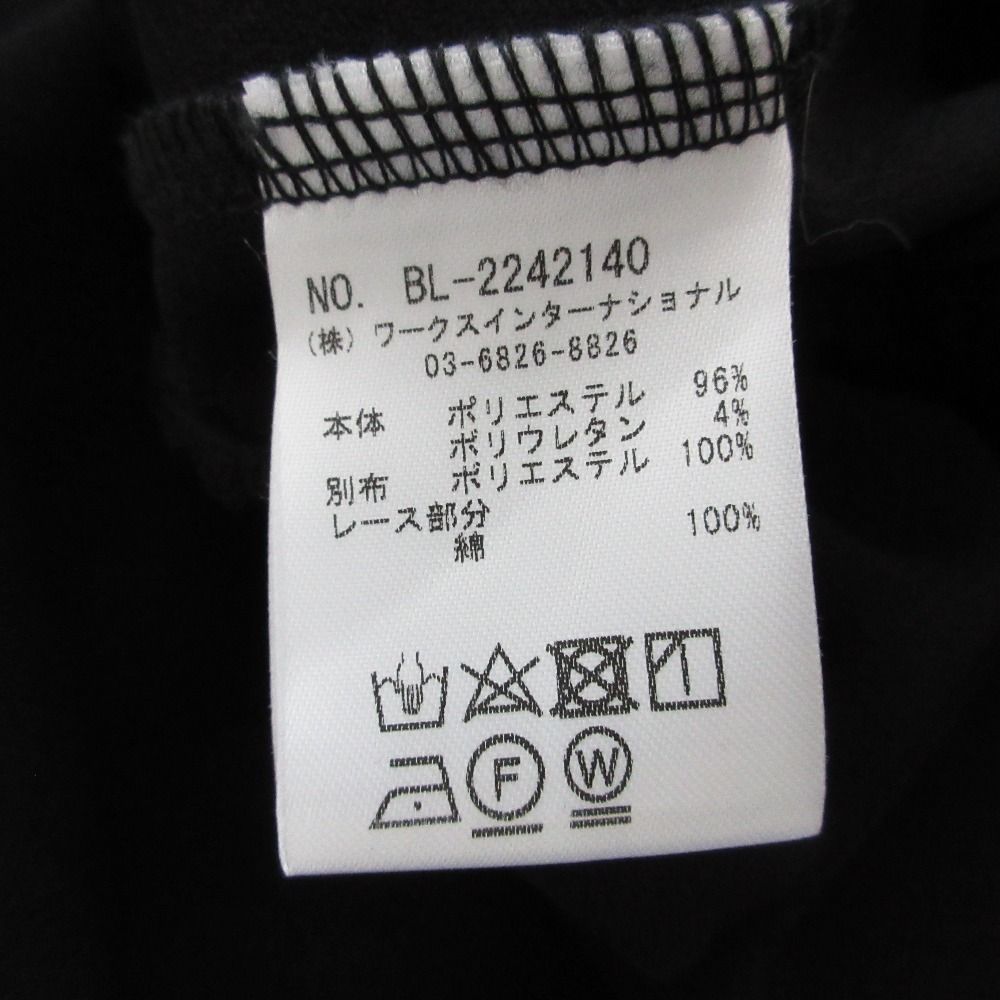 NO. BL-2242140
(株)ワークスインターナショナル
03-6826-8826
本体 ポリエステル 96%
ポリウレタン 4%
別布 ポリエステル 100%
レース部分
綿 100%
F
W